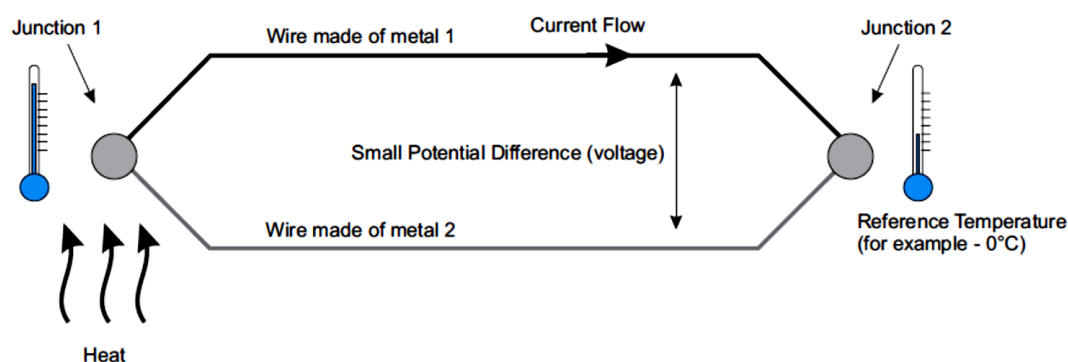 Junction 1
Wire made of metal 1
Current Flow
Junction 2
Small Potential Difference (voltage)
Wire made of metal 2
Reference Temperature
(for example - 0°C)
Heat